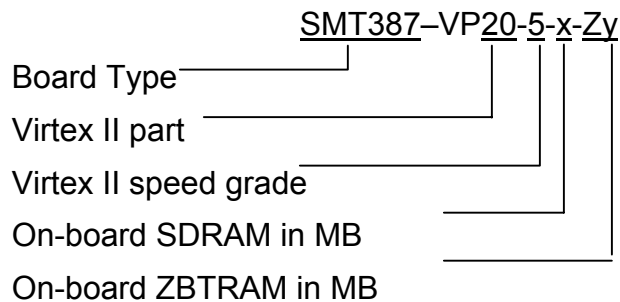 SMT387–VP20-5-x-Zy
Board Type
Virtex II part
Virtex II speed grade
On-board SDRAM in MB
On-board ZBTRAM in MB